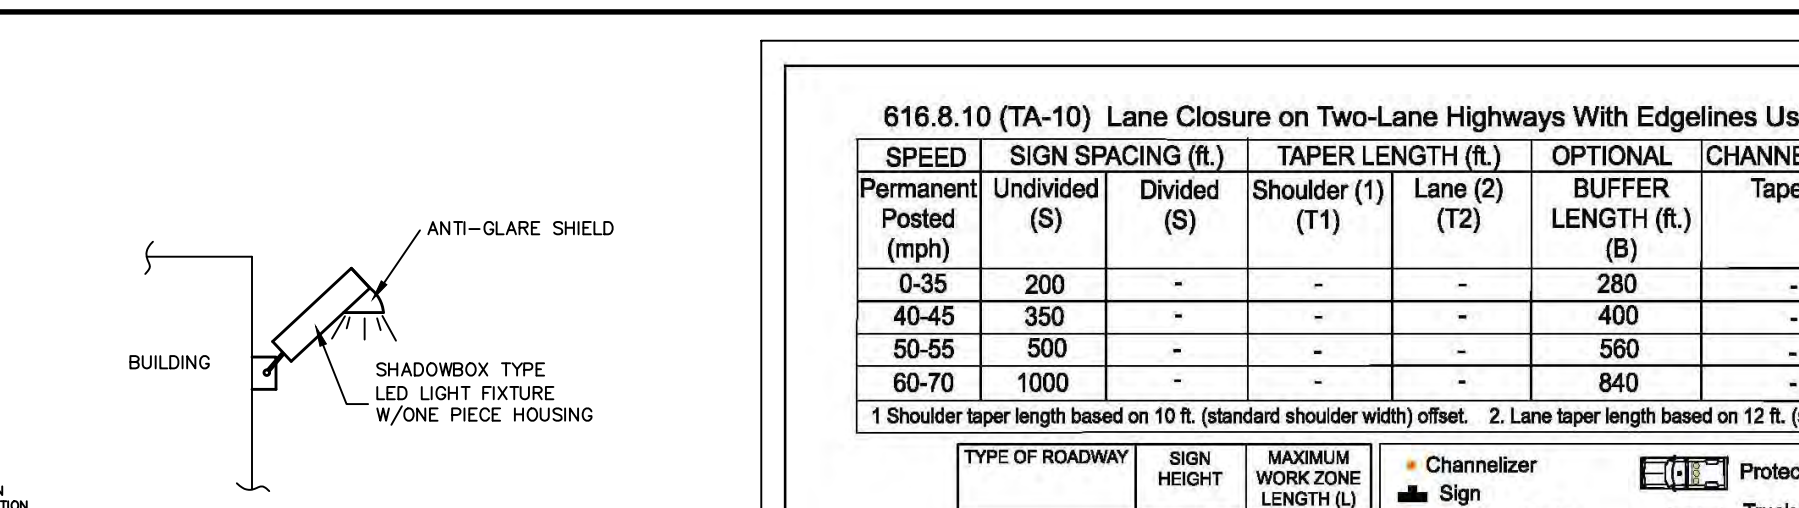 ANTI-GLARE SHIELD
BUILDING
SHADOWBOX TYPE
LED LIGHT FIXTURE
W/ONE PIECE HOUSING
616.8.10 (TA-10) Lane Closure on Two-Lane Highways With Edgelines Us
SPEED SIGN SPACING (ft.) TAPER LENGTH (ft.) OPTIONAL CHANNE
Permanent Undivided Divided Shoulder (1) Lane (2) BUFFER Tape
Posted (S) (S) (T1) (T2) LENGTH (ft.)
(mph) (B)
0-35 200 - - - 280 -
40-45 350 - - - 400 -
50-55 500 - - - 560 -
60-70 1000 - - - 840 -
1 Shoulder taper length based on 10 ft. (standard shoulder width) offset. 2. Lane taper length based on 12 ft. (
TYPE OF ROADWAY SIGN MAXIMUM
HEIGHT WORK ZONE
LENGTH (L)
Channelizer Protec
Sign